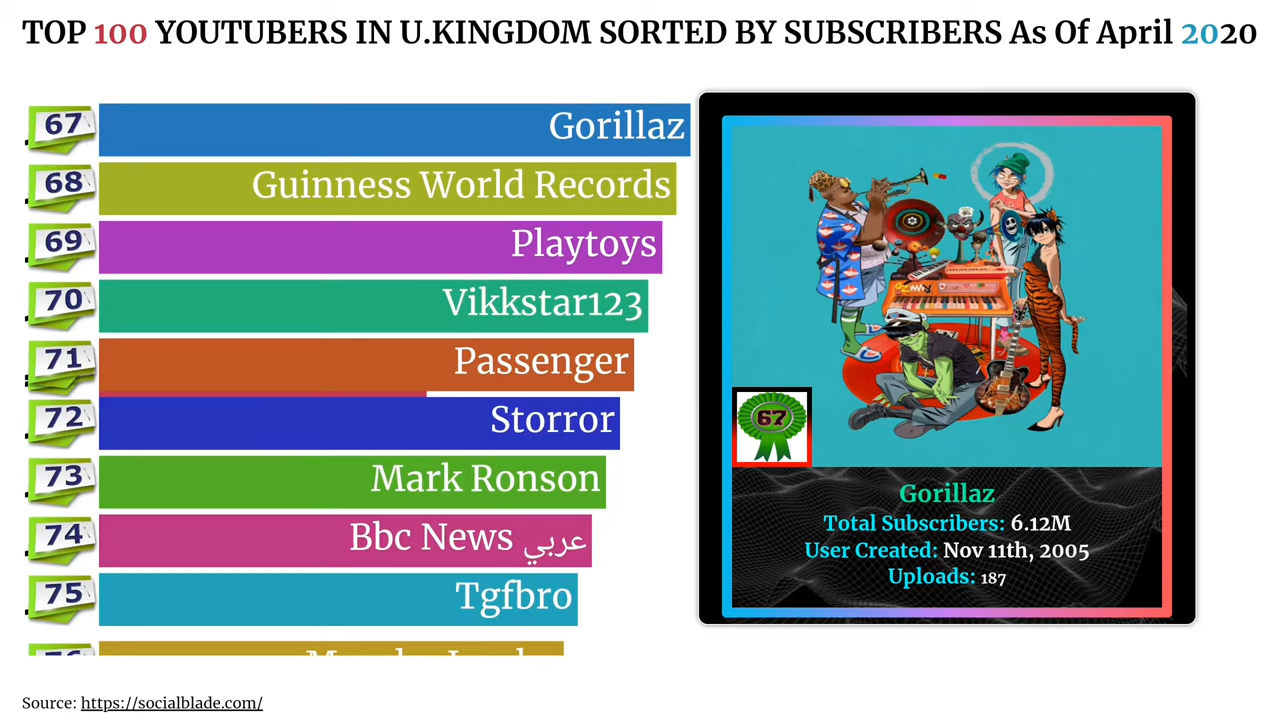 TOP 100 YOUTUBERS IN U.KINGDOM SORTED BY SUBSCRIBERS As Of April 2020
67 Gorillaz
68 Guinness World Records
69 Playtoys
70 Vikkstar123
71 Passenger
72 Storror
73 Mark Ronson
74 Bbc News عربي
75 Tgfbro
67
Gorillaz
Total Subscribers: 6.12M
User Created: Nov 11th, 2005
Uploads: 187
Source: https://socialblade.com/